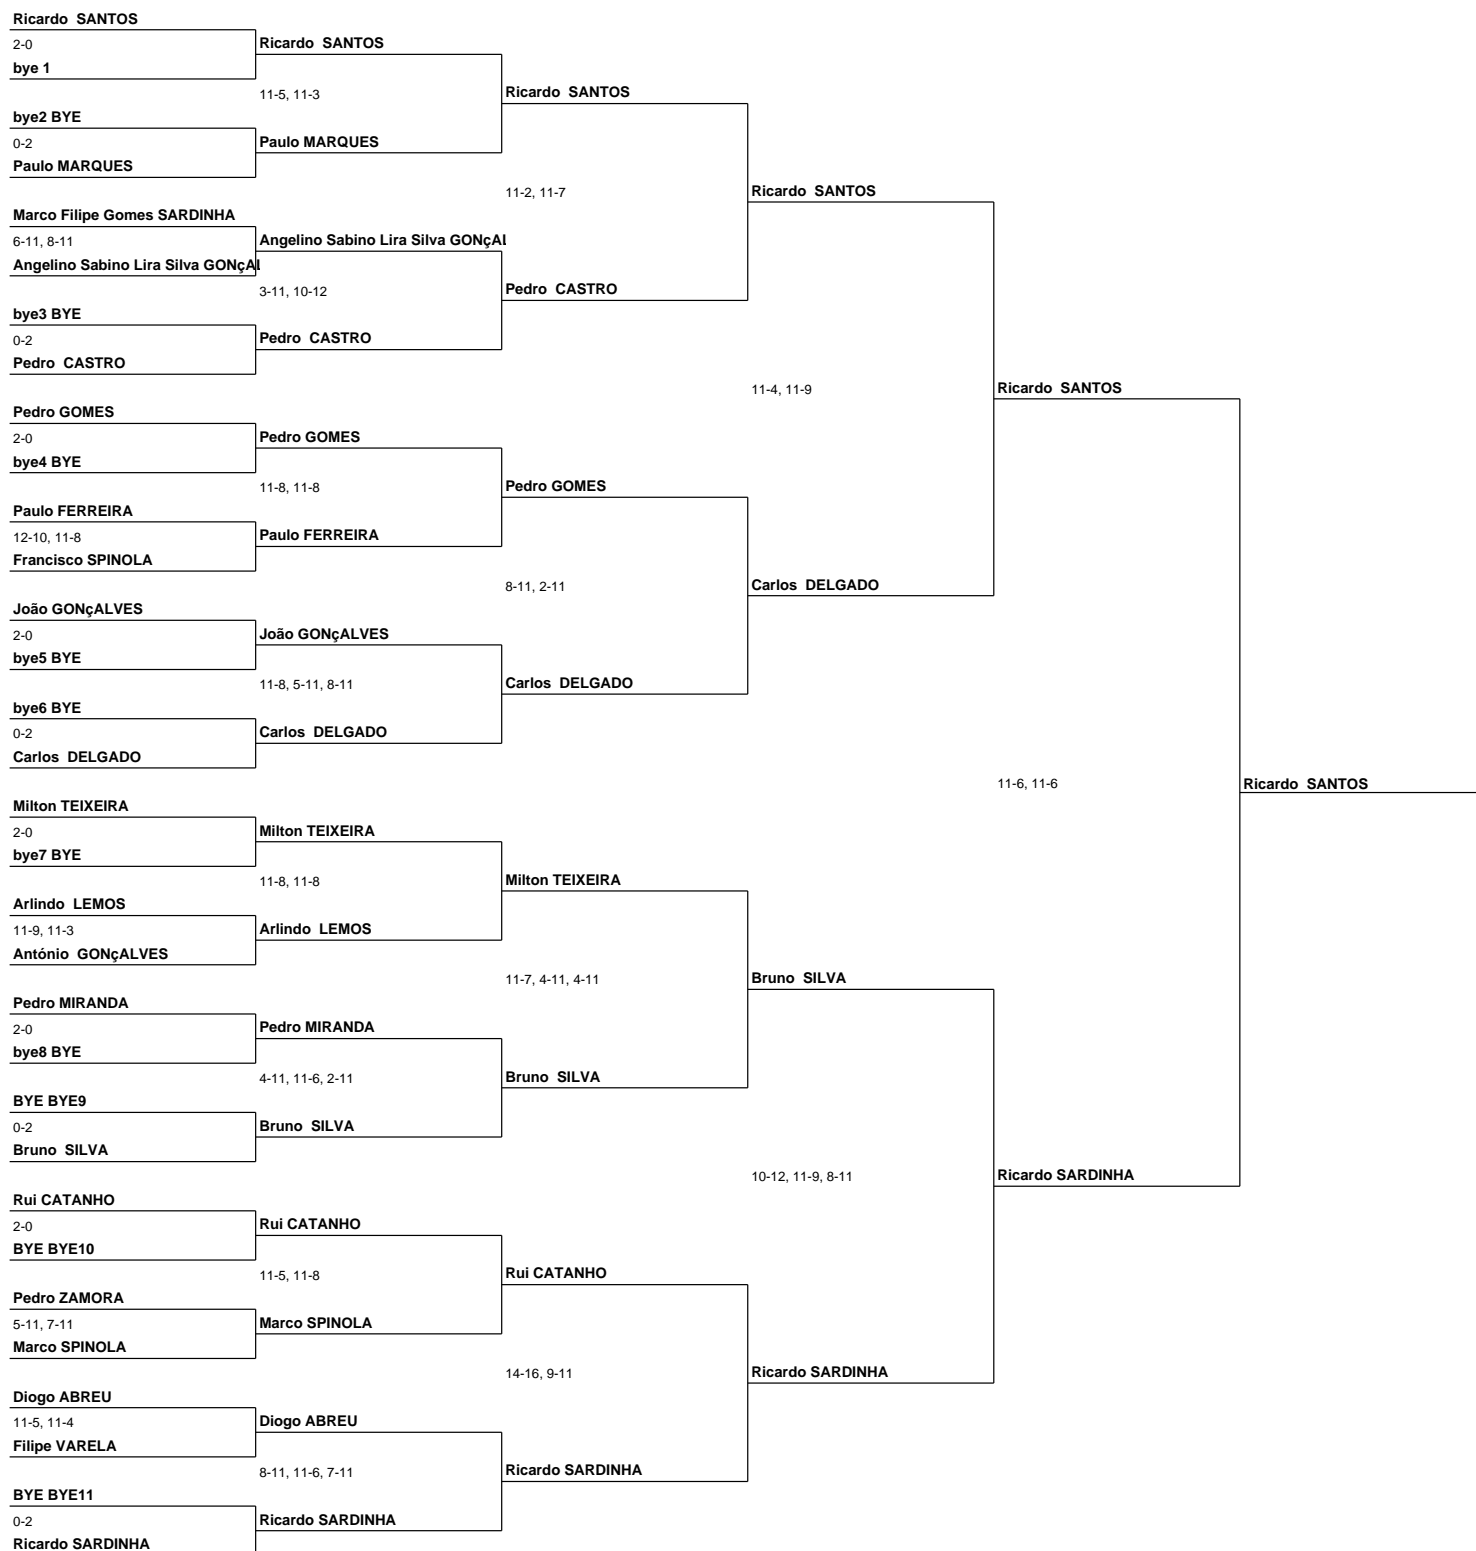 Ricardo  SANTOS
2-0
bye 1
Ricardo  SANTOS
11-5, 11-3
Ricardo  SANTOS
bye2 BYE
0-2
Paulo MARQUES
Paulo MARQUES
11-2, 11-7
Ricardo  SANTOS
Marco Filipe Gomes SARDINHA
6-11, 8-11
Angelino Sabino Lira Silva GONçAL
Angelino Sabino Lira Silva GONçAL
3-11, 10-12
Pedro  CASTRO
bye3 BYE
0-2
Pedro  CASTRO
Pedro  CASTRO
11-4, 11-9
Ricardo  SANTOS
Pedro GOMES
2-0
bye4 BYE
Pedro GOMES
11-8, 11-8
Pedro GOMES
Paulo FERREIRA
12-10, 11-8
Francisco SPINOLA
Paulo FERREIRA
8-11, 2-11
Carlos  DELGADO
João GONçALVES
2-0
bye5 BYE
João GONçALVES
11-8, 5-11, 8-11
Carlos  DELGADO
bye6 BYE
0-2
Carlos  DELGADO
Carlos  DELGADO
11-6, 11-6
Ricardo  SANTOS
Milton TEIXEIRA
2-0
bye7 BYE
Milton TEIXEIRA
11-8, 11-8
Milton TEIXEIRA
Arlindo  LEMOS
11-9, 11-3
António  GONçALVES
Arlindo  LEMOS
11-7, 4-11, 4-11
Bruno  SILVA
Pedro MIRANDA
2-0
bye8 BYE
Pedro MIRANDA
4-11, 11-6, 2-11
Bruno  SILVA
BYE BYE9
0-2
Bruno  SILVA
Bruno  SILVA
10-12, 11-9, 8-11
Ricardo SARDINHA
Rui CATANHO
2-0
BYE BYE10
Rui CATANHO
11-5, 11-8
Rui CATANHO
Pedro ZAMORA
5-11, 7-11
Marco SPINOLA
Marco SPINOLA
14-16, 9-11
Ricardo SARDINHA
Diogo ABREU
11-5, 11-4
Filipe VARELA
Diogo ABREU
8-11, 11-6, 7-11
Ricardo SARDINHA
BYE BYE11
0-2
Ricardo SARDINHA
Ricardo SARDINHA